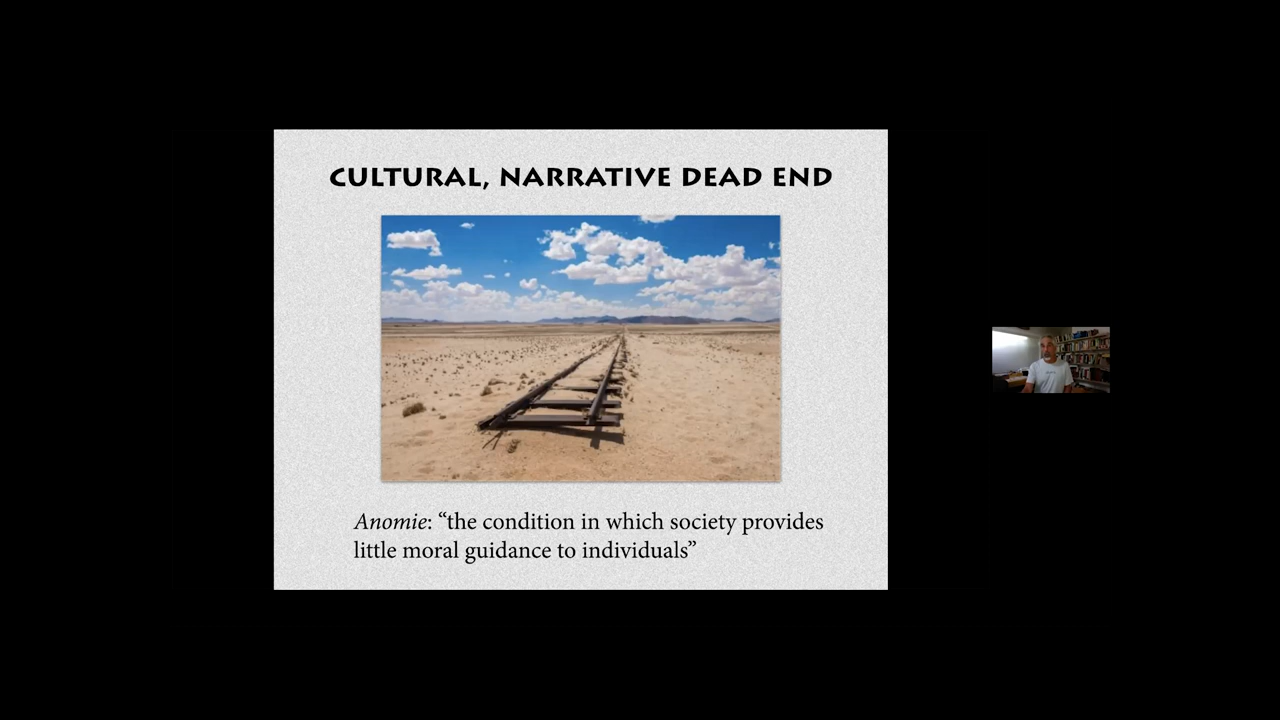 CULTURAL, NARRATIVE DEAD END
Anomie: “the condition in which society provides
little moral guidance to individuals”